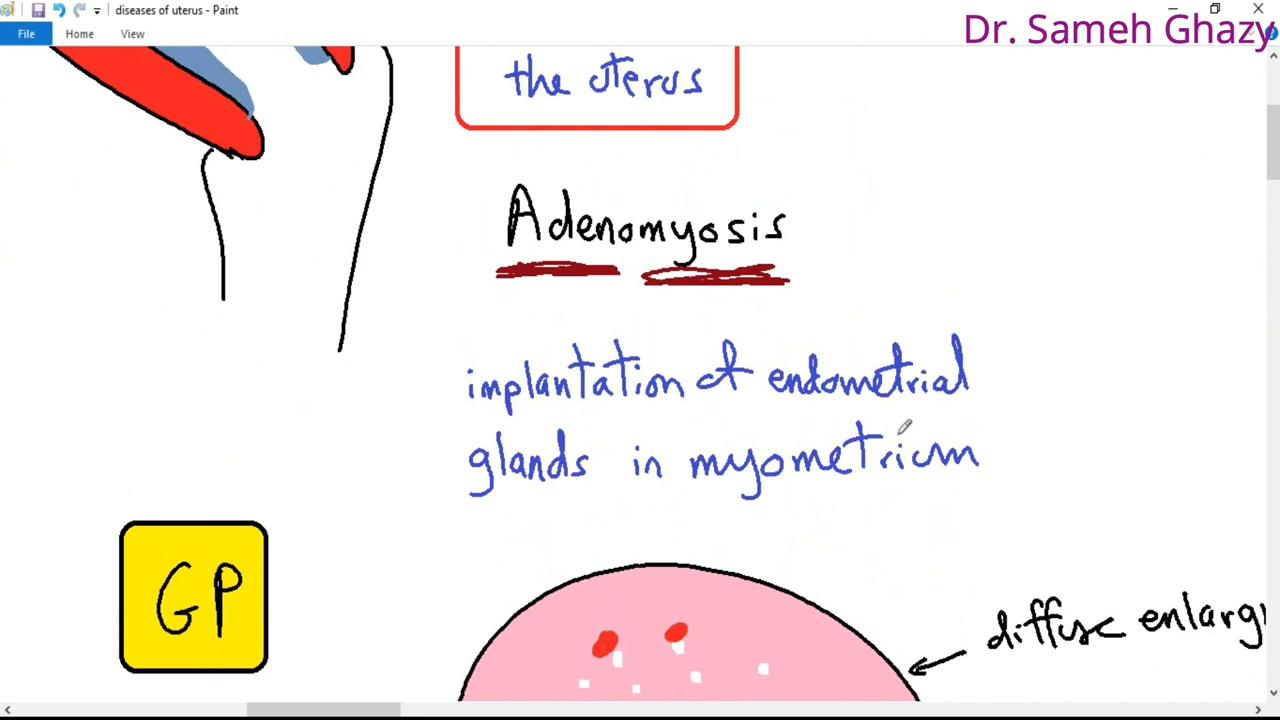 diseases of uterus - Paint
Dr. Sameh Ghazy
File Home View
the uterus
Adenomyosis
implantation of endometrial
glands in myometrium
GP
diffuse enlarg